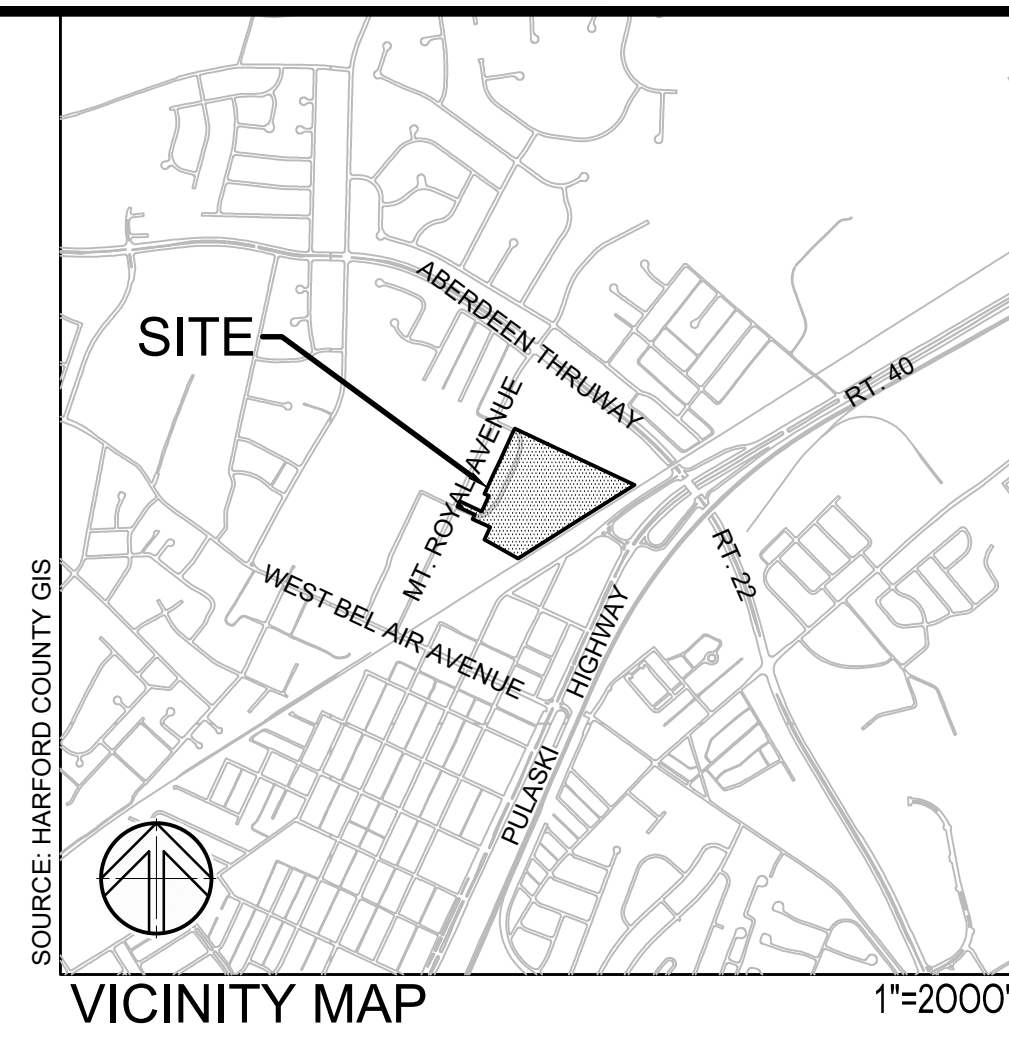 ABERDEEN THRUWAY
SITE
RT. 40
MT. ROYAL AVENUE
RT. 22
WEST BEL AIR AVENUE
PULASKI HIGHWAY
SOURCE: HARFORD COUNTY GIS
VICINITY MAP
1"=2000'